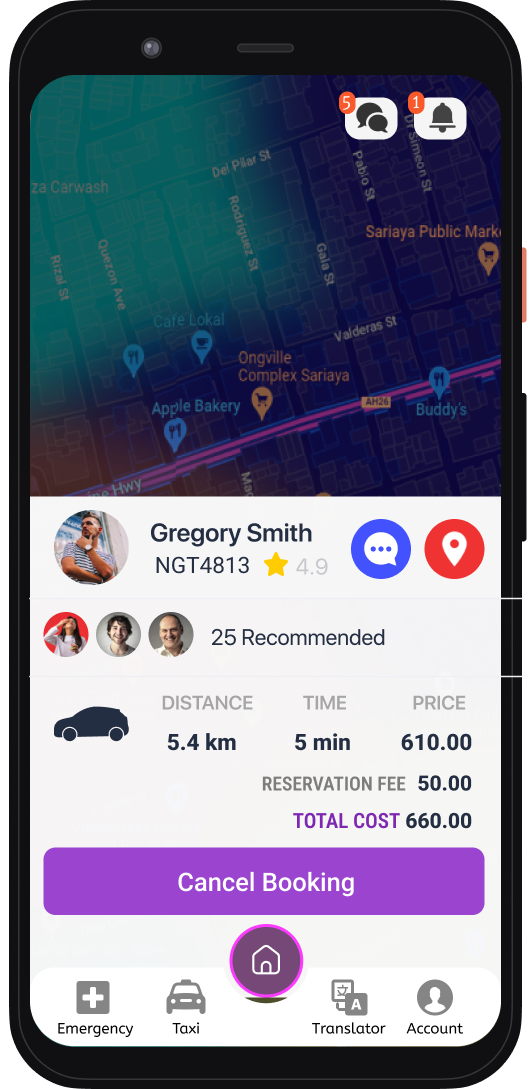 5
1
Dr Simeon St
Del Pilar St
Pablo St
za Carwash
Rodriguez St
Sariaya Public Marke
Quezon Ave
Gala St
Rizal St
Cafe Lokal
Valderas St
Ongville
Complex Sariaya
AH26
Apple Bakery
Buddy's
ine Hwy
Mac
Gregory Smith
NGT4813
4.9
25 Recommended
DISTANCE TIME PRICE
5.4 km 5 min 610.00
RESERVATION FEE 50.00
TOTAL COST 660.00
Cancel Booking
A
Emergency Taxi Translator Account